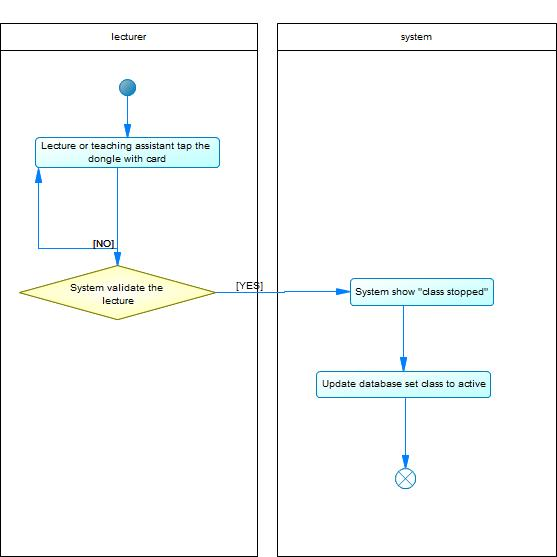 lecturer
system
Lecture or teaching assistant tap the
dongle with card
[NO]
System validate the
lecture
[YES]
System show "class stopped"
Update database set class to active